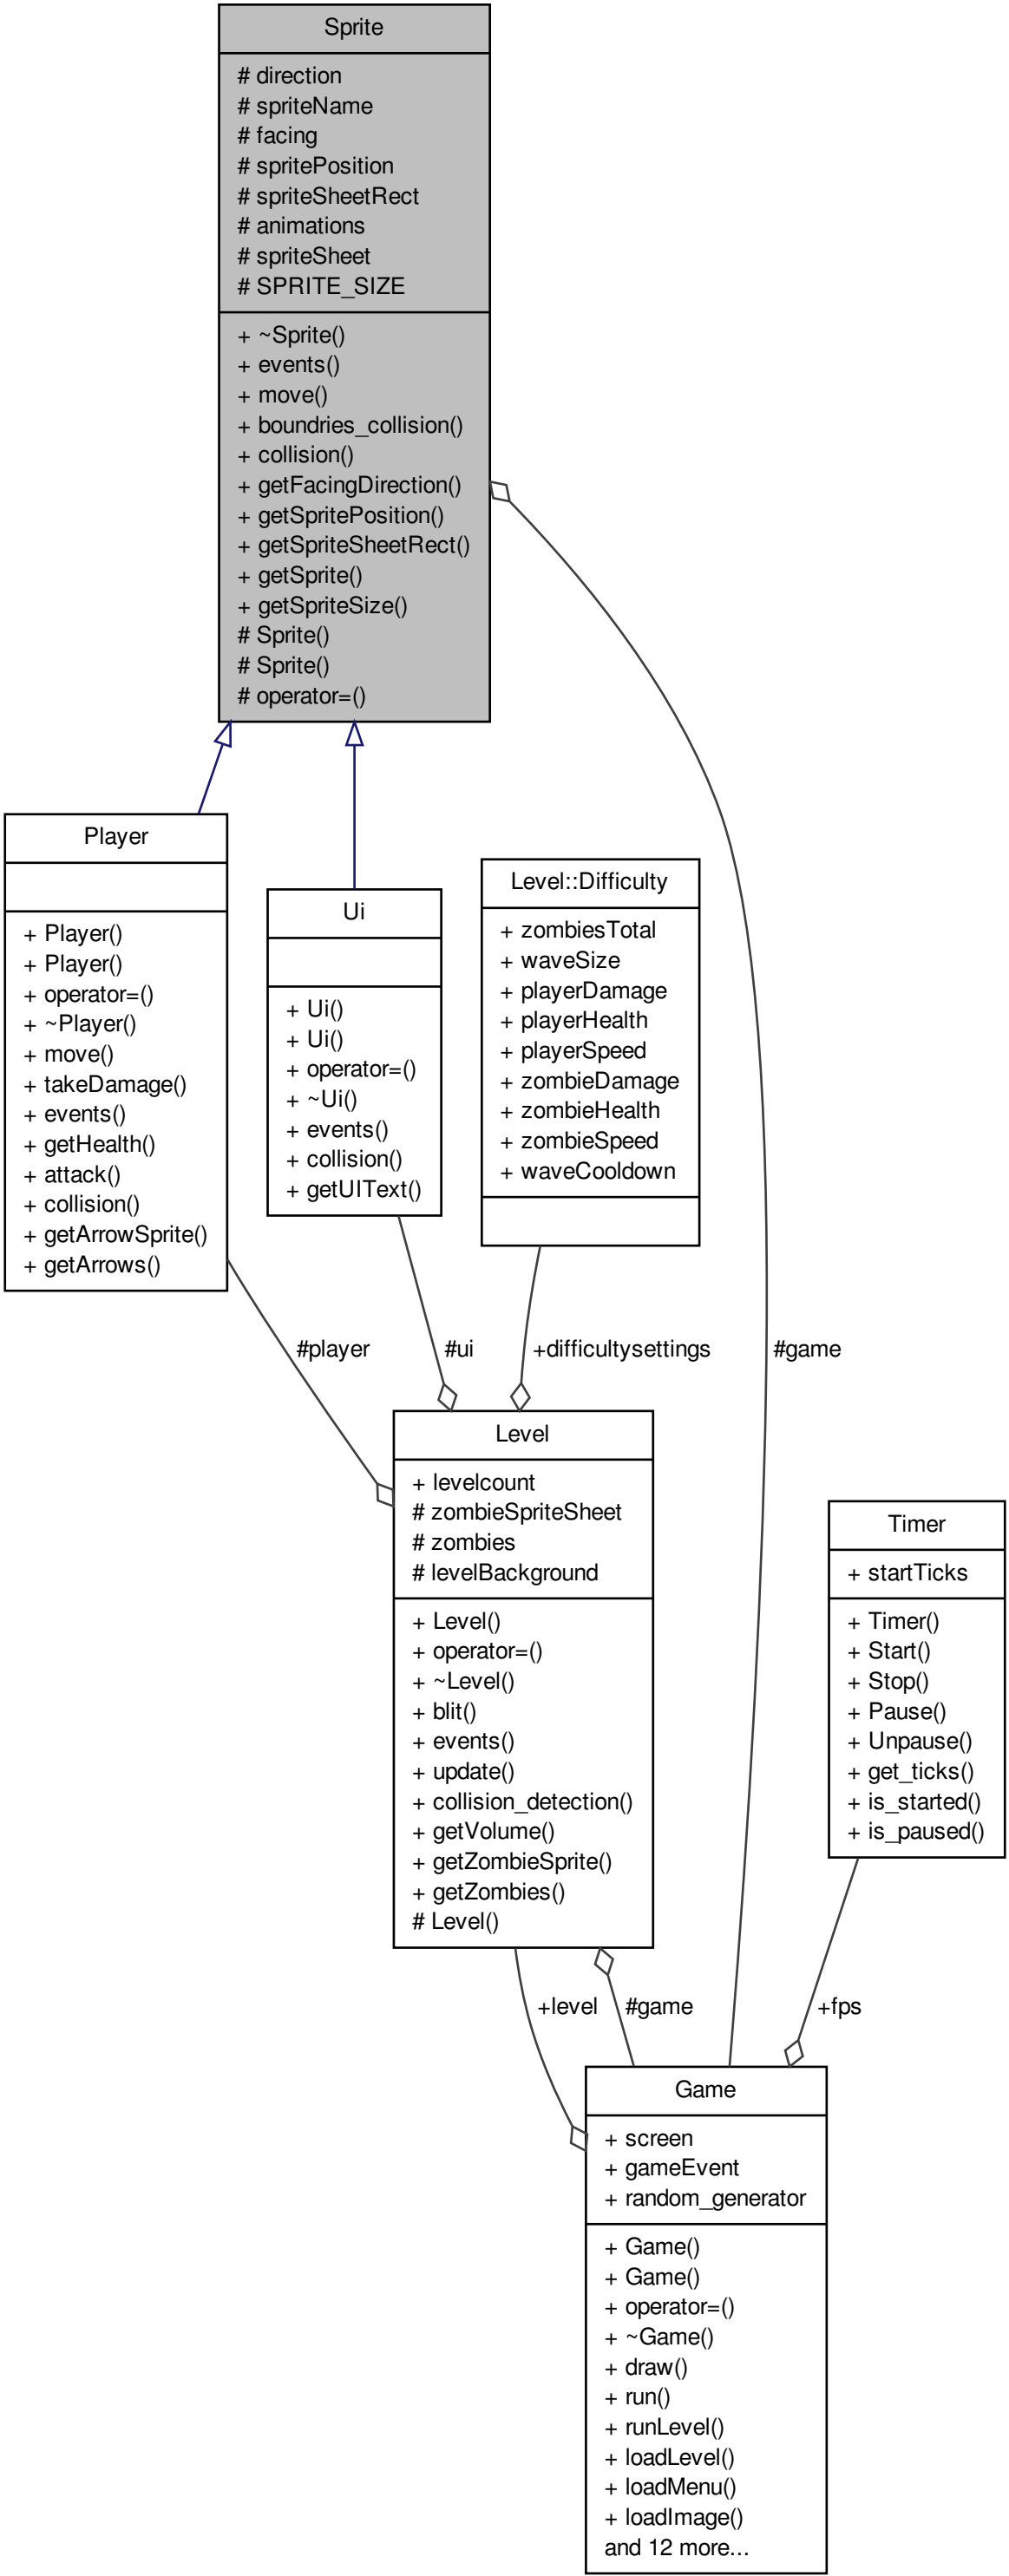 Sprite
# direction
# spriteName
# facing
# spritePosition
# spriteSheetRect
# animations
# spriteSheet
# SPRITE_SIZE
+ ~Sprite()
+ events()
+ move()
+ boundries_collision()
+ collision()
+ getFacingDirection()
+ getSpritePosition()
+ getSpriteSheetRect()
+ getSprite()
+ getSpriteSize()
# Sprite()
# Sprite()
# operator=()
Player
+ Player()
+ Player()
+ operator=()
+ ~Player()
+ move()
+ takeDamage()
+ events()
+ getHealth()
+ attack()
+ collision()
+ getArrowSprite()
+ getArrows()
Ui
+ Ui()
+ Ui()
+ operator=()
+ ~Ui()
+ events()
+ collision()
+ getUIText()
Level::Difficulty
+ zombiesTotal
+ waveSize
+ playerDamage
+ playerHealth
+ playerSpeed
+ zombieDamage
+ zombieHealth
+ zombieSpeed
+ waveCooldown
#player
#ui
+difficultysettings
#game
Level
+ levelcount
# zombieSpriteSheet
# zombies
# levelBackground
+ Level()
+ operator=()
+ ~Level()
+ blit()
+ events()
+ update()
+ collision_detection()
+ getVolume()
+ getZombieSprite()
+ getZombies()
# Level()
Timer
+ startTicks
+ Timer()
+ Start()
+ Stop()
+ Pause()
+ Unpause()
+ get_ticks()
+ is_started()
+ is_paused()
+level
#game
+fps
Game
+ screen
+ gameEvent
+ random_generator
+ Game()
+ Game()
+ operator=()
+ ~Game()
+ draw()
+ run()
+ runLevel()
+ loadLevel()
+ loadMenu()
+ loadImage()
and 12 more...